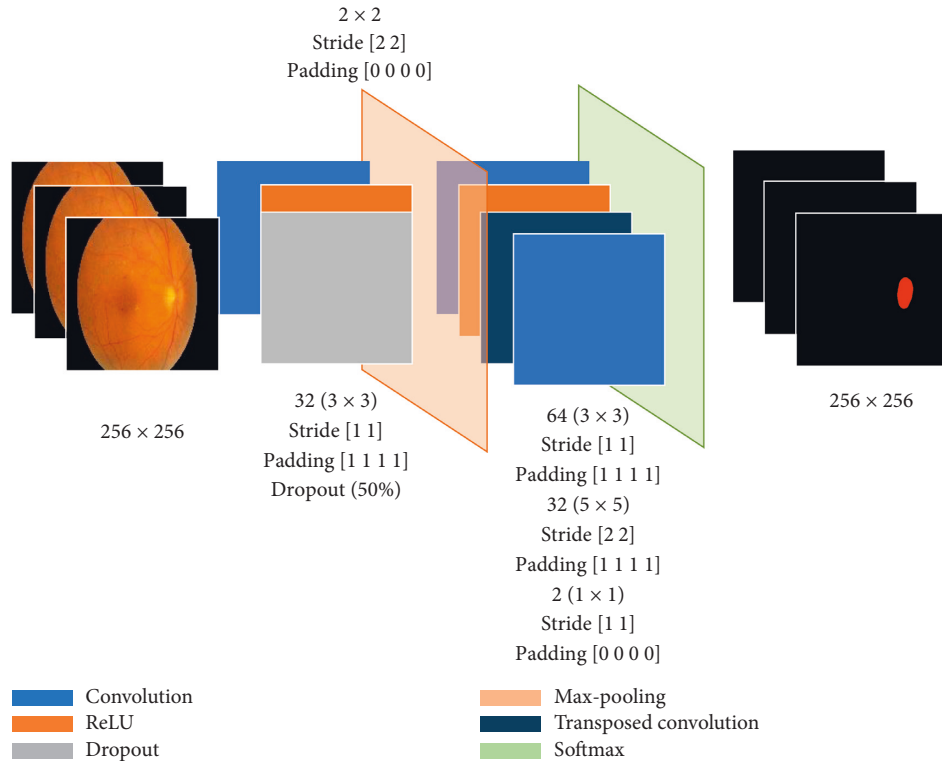 2 × 2
Stride [2 2]
Padding [0 0 0 0]
256 × 256
32 (3 × 3)
Stride [1 1]
Padding [1 1 1 1]
Dropout (50%)
64 (3 × 3)
Stride [1 1]
Padding [1 1 1 1]
32 (5 × 5)
Stride [2 2]
Padding [1 1 1 1]
2 (1 × 1)
Stride [1 1]
Padding [0 0 0 0]
256 × 256
Convolution
ReLU
Dropout
Max-pooling
Transposed convolution
Softmax